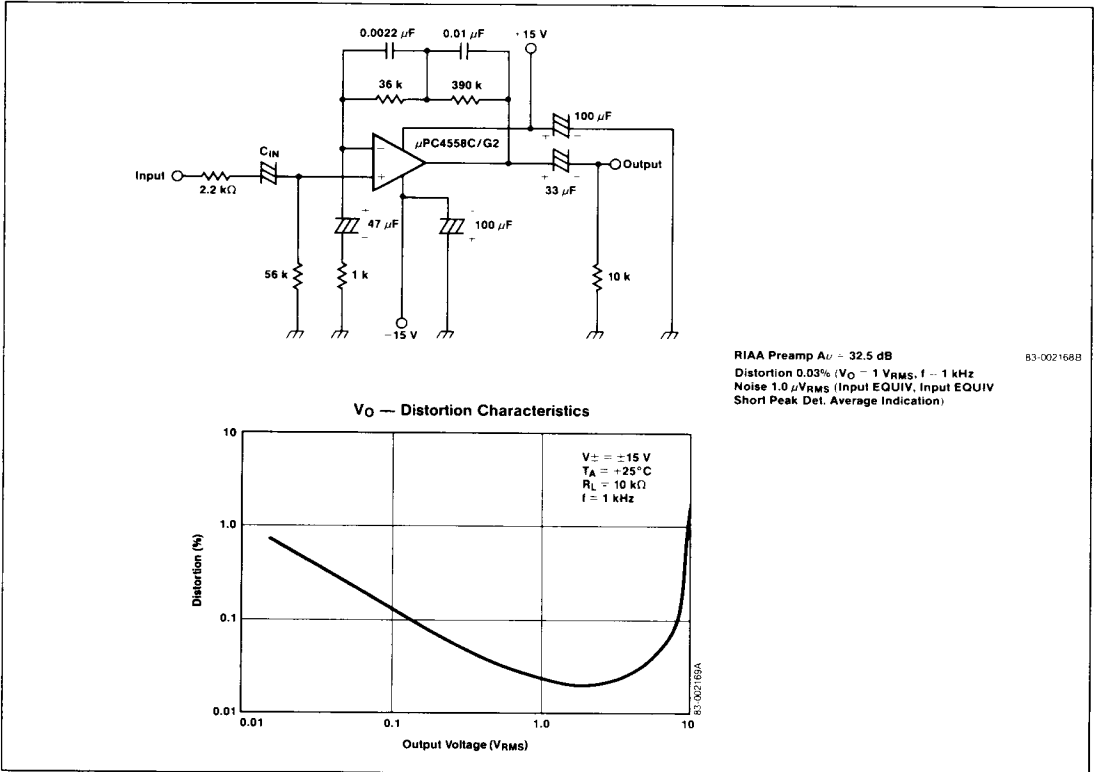 0.0022 µF 0.01 µF +15 V
36 k 390 k
100 µF
+ −
µPC4558C/G2
CIN
−
+
Input
2.2 kΩ
Output
+ −
33 µF
+
47 µF
−
−
100 µF
+
56 k 1 k 10 k
−15 V
RIAA Preamp Aυ = 32.5 dB
83-002168B
Distortion 0.03% (VO = 1 VRMS, f = 1 kHz
Noise 1.0 µVRMS (Input EQUIV, Input EQUIV
Short Peak Det. Average Indication)
VO — Distortion Characteristics
10
1.0
0.1
0.01
Distortion (%)
V± = ±15 V
TA = +25°C
RL = 10 kΩ
f = 1 kHz
83-002169A
0.01 0.1 1.0 10
Output Voltage (VRMS)